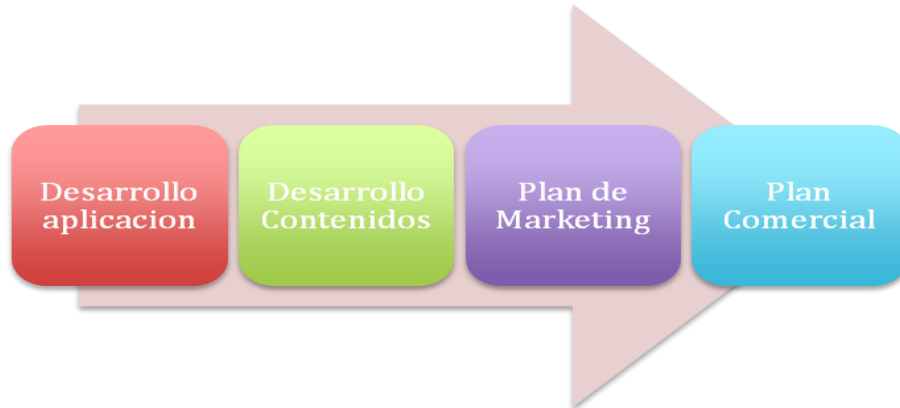 Desarrollo
aplicacion
Desarrollo
Contenidos
Plan de
Marketing
Plan
Comercial